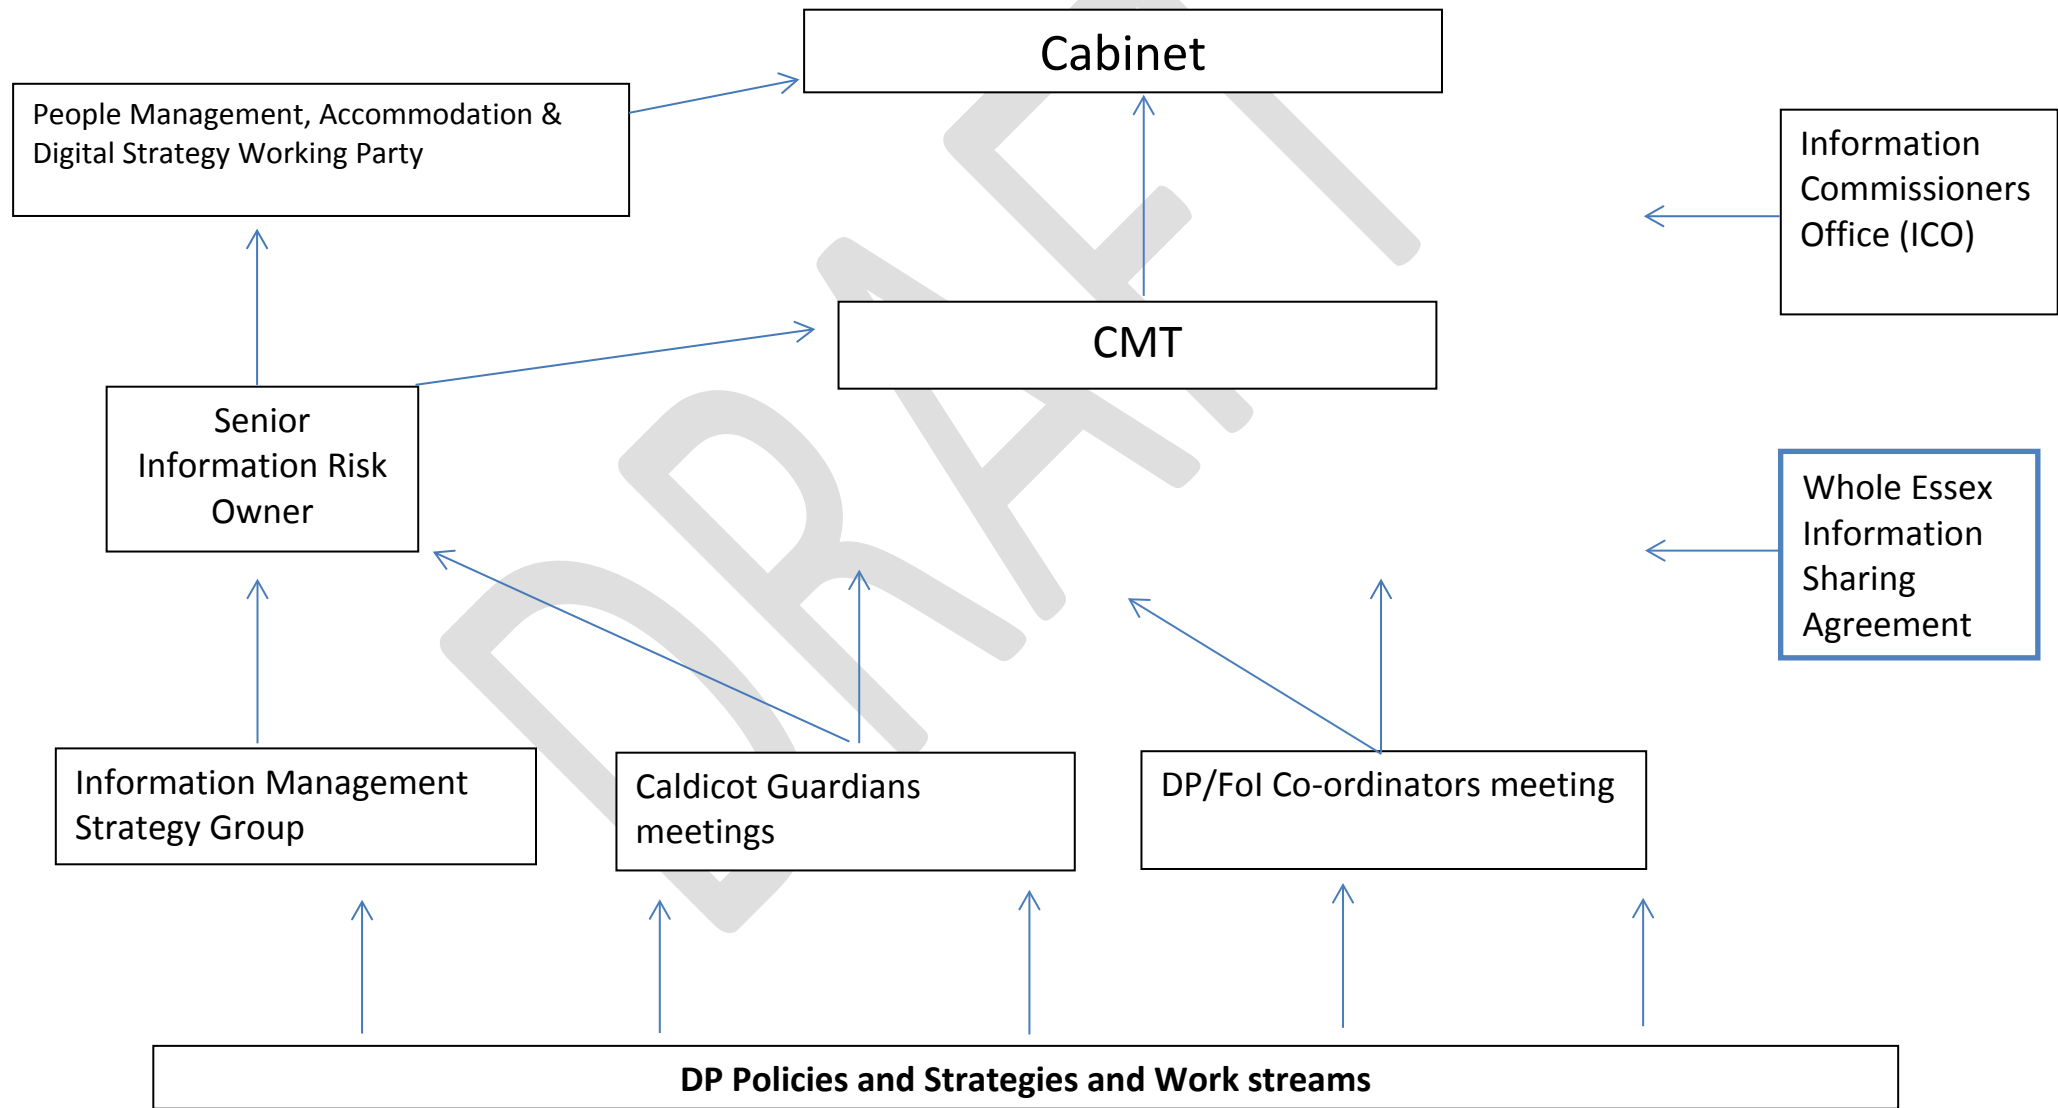 Cabinet
People Management, Accommodation &
Digital Strategy Working Party
Information
Commissioners
Office (ICO)
CMT
Senior
Information Risk
Owner
Whole Essex
Information
Sharing
Agreement
Information Management
Strategy Group
Caldicot Guardians
meetings
DP/FoI Co-ordinators meeting
DP Policies and Strategies and Work streams
DRAFT